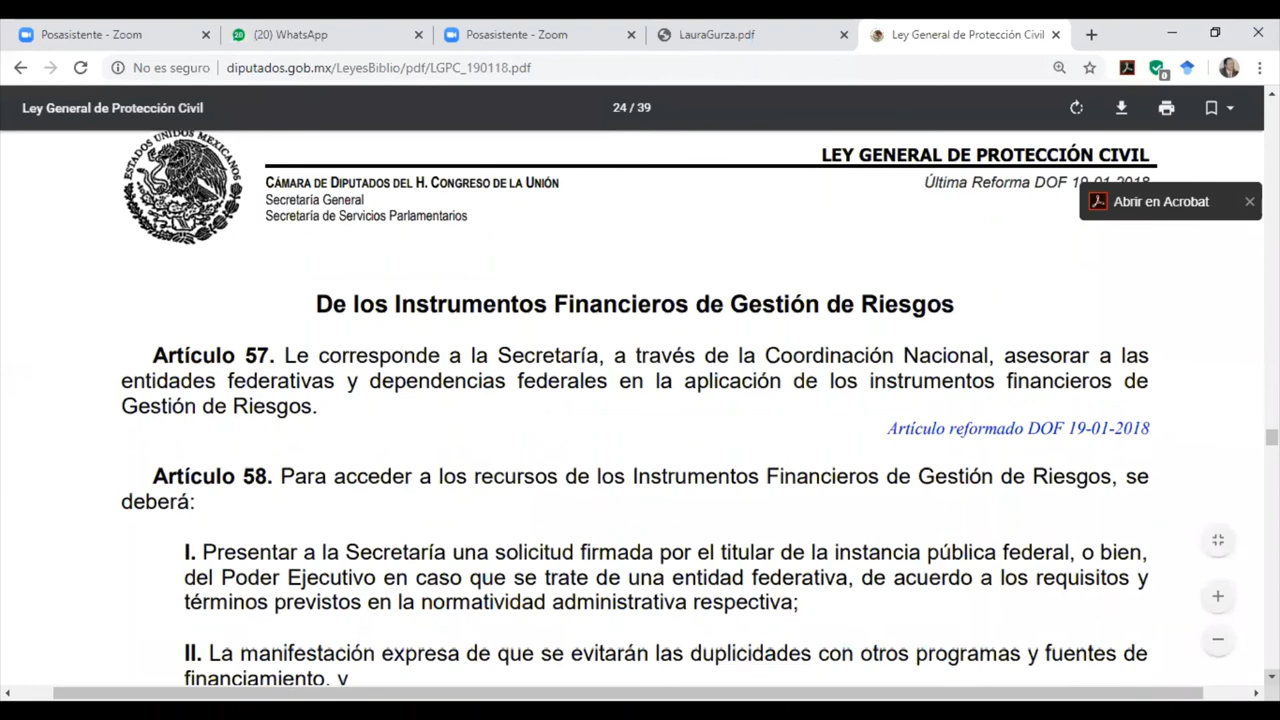 Posasistente - Zoom
(20) WhatsApp
Posasistente - Zoom
LauraGurza.pdf
Ley General de Protección Civil
No es seguro
diputados.gob.mx/LeyesBiblio/pdf/LGPC_190118.pdf
0
Ley General de Protección Civil
24 / 39
ESTADOS UNIDOS MEXICANOS
LEY GENERAL DE PROTECCIÓN CIVIL
CÁMARA DE DIPUTADOS DEL H. CONGRESO DE LA UNIÓN
Última Reforma DOF 19-01-2018
Secretaría General
Secretaría de Servicios Parlamentarios
Abrir en Acrobat
De los Instrumentos Financieros de Gestión de Riesgos
Artículo 57. Le corresponde a la Secretaría, a través de la Coordinación Nacional, asesorar a las
entidades federativas y dependencias federales en la aplicación de los instrumentos financieros de
Gestión de Riesgos.
Artículo reformado DOF 19-01-2018
Artículo 58. Para acceder a los recursos de los Instrumentos Financieros de Gestión de Riesgos, se
deberá:
I. Presentar a la Secretaría una solicitud firmada por el titular de la instancia pública federal, o bien,
del Poder Ejecutivo en caso que se trate de una entidad federativa, de acuerdo a los requisitos y
términos previstos en la normatividad administrativa respectiva;
II. La manifestación expresa de que se evitarán las duplicidades con otros programas y fuentes de
financiamiento, y